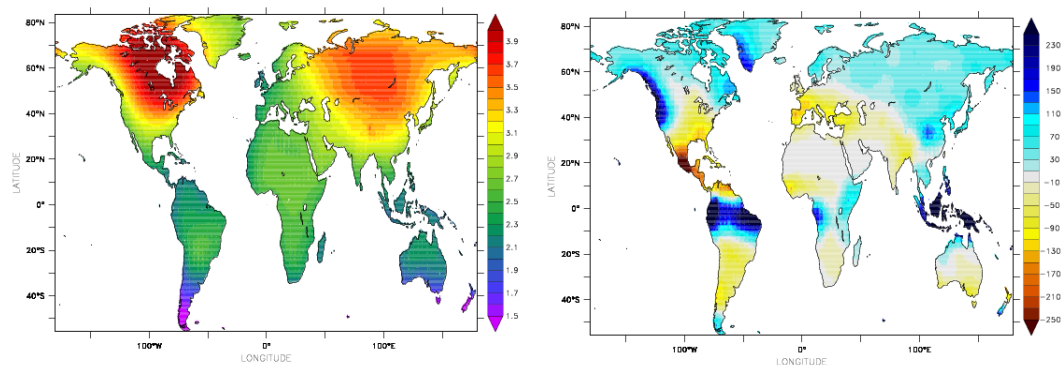 80°N
60°N
40°N
20°N
0°
20°S
40°S
LATITUDE
100°W
0°
100°E
LONGITUDE
3.9
3.7
3.5
3.3
3.1
2.9
2.7
2.5
2.3
2.1
1.9
1.7
1.5
80°N
60°N
40°N
20°N
0°
20°S
40°S
LATITUDE
100°W
0°
100°E
LONGITUDE
230
190
150
110
70
30
-10
-50
-90
-130
-170
-210
-250